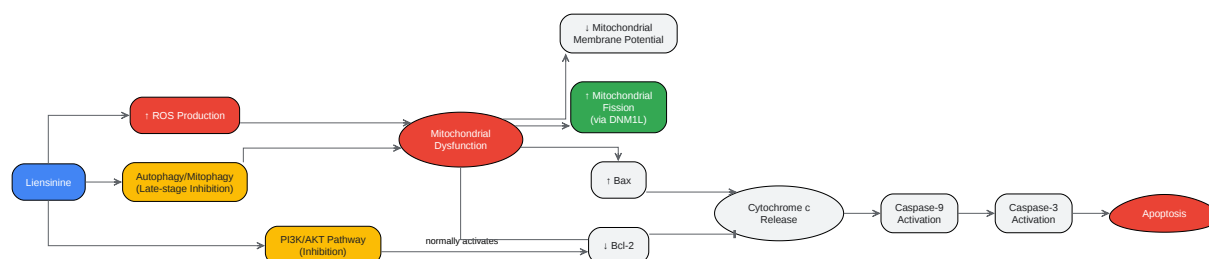 ↓ Mitochondrial
Membrane Potential
↑ Mitochondrial
Fission
(via DNM1L)
↑ ROS Production
Mitochondrial
Dysfunction
Liensinine
Autophagy/Mitophagy
(Late-stage Inhibition)
↑ Bax
Cytochrome c
Release
Caspase-9
Activation
Caspase-3
Activation
Apoptosis
PI3K/AKT Pathway
(Inhibition)
normally activates
↓ Bcl-2